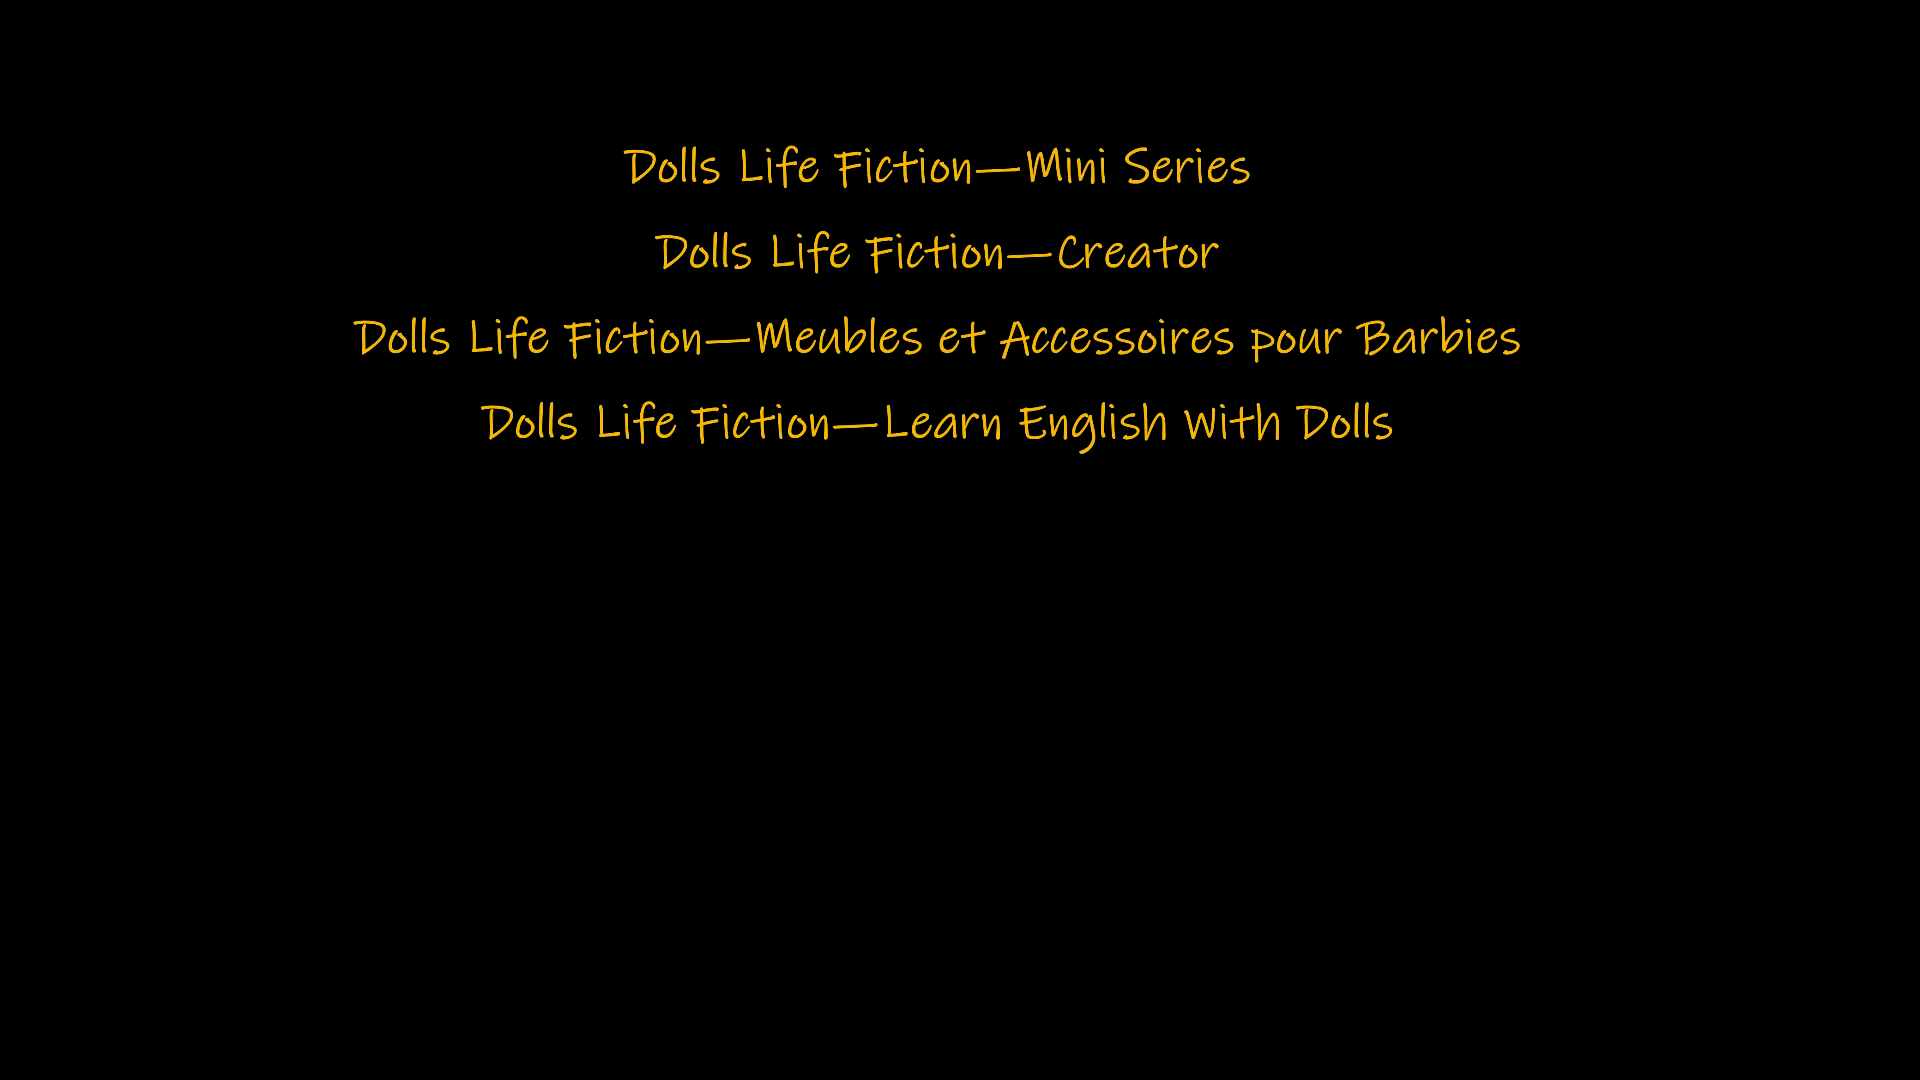 Dolls Life Fiction—Mini Series
Dolls Life Fiction—Creator
Dolls Life Fiction—Meubles et Accessoires pour Barbies
Dolls Life Fiction—Learn English With Dolls